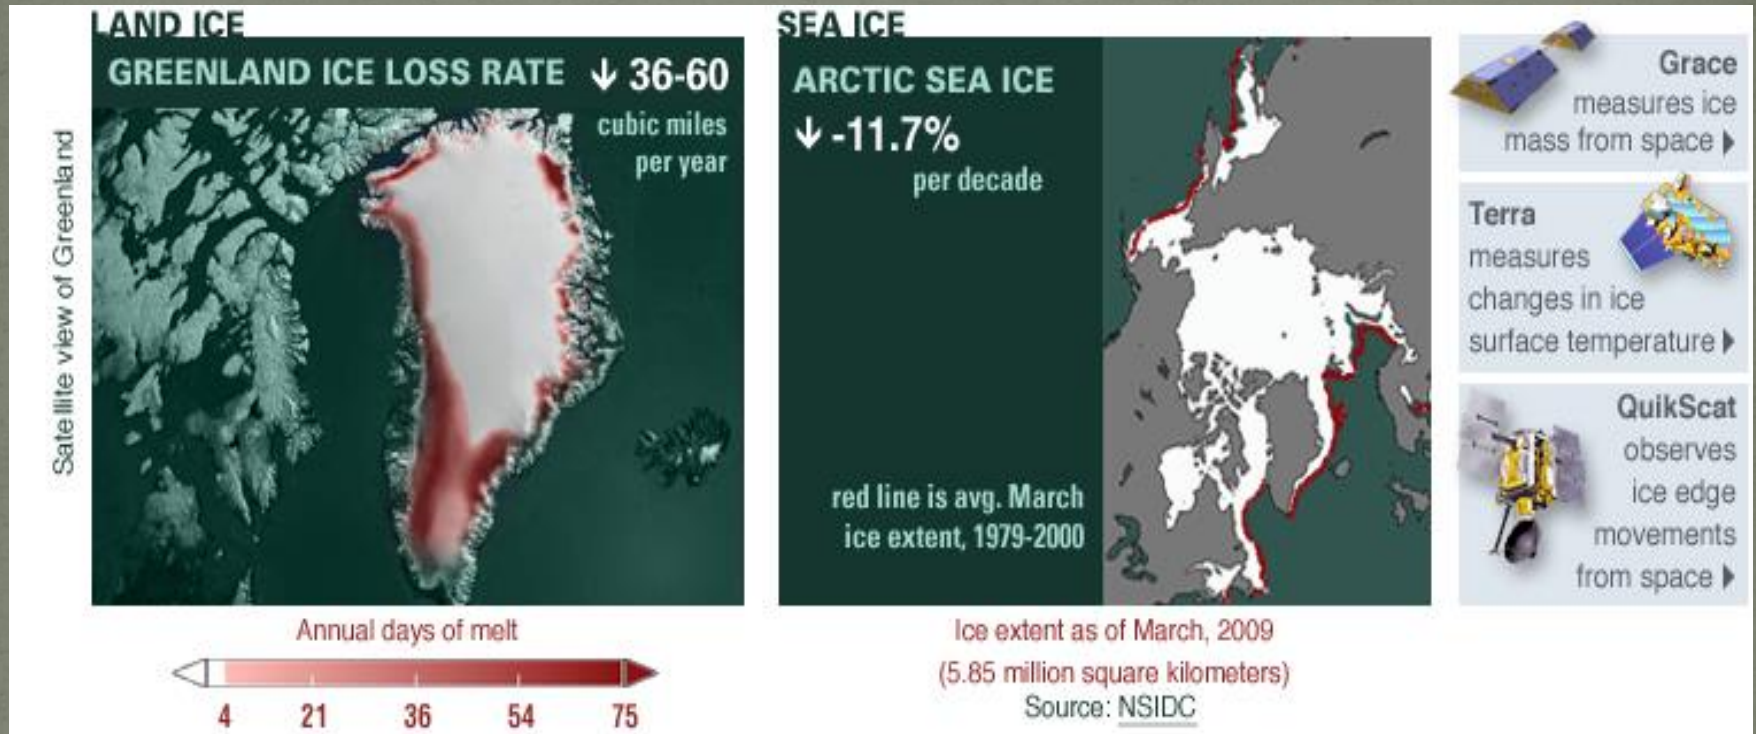 LAND ICE
GREENLAND ICE LOSS RATE ↓ 36-60
cubic miles
per year
Satellite view of Greenland
Annual days of melt
4 21 36 54 75
SEA ICE
ARCTIC SEA ICE
↓ -11.7%
per decade
red line is avg. March
ice extent, 1979-2000
Ice extent as of March, 2009
(5.85 million square kilometers)
Source: NSIDC
Grace
measures ice
mass from space
Terra
measures
changes in ice
surface temperature
QuikScat
observes
ice edge
movements
from space